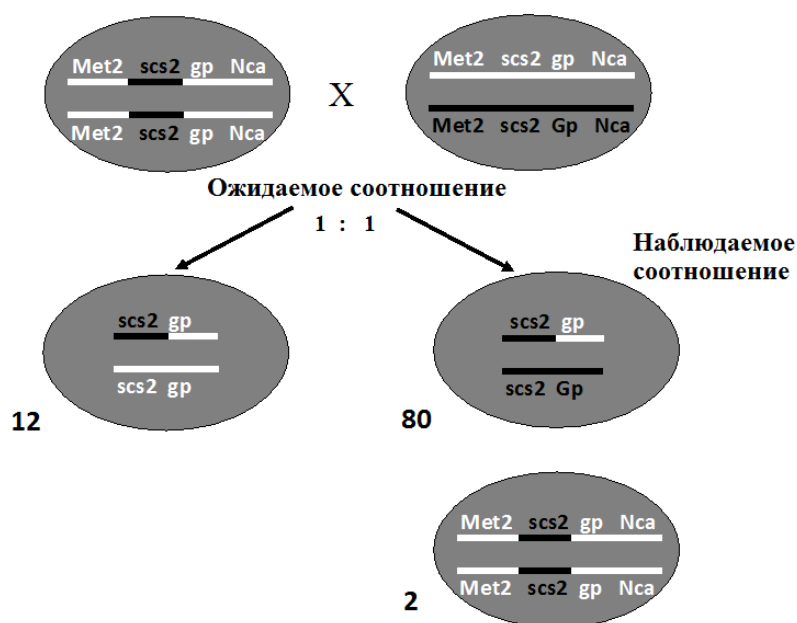 Met2 scs2 gp Nca
Met2 scs2 gp Nca
X
Met2 scs2 gp Nca
Met2 scs2 Gp Nca
Ожидаемое соотношение
1 : 1
Наблюдаемое
соотношение
scs2 gp
scs2 gp
12
scs2 gp
scs2 Gp
80
Met2 scs2 gp Nca
Met2 scs2 gp Nca
2